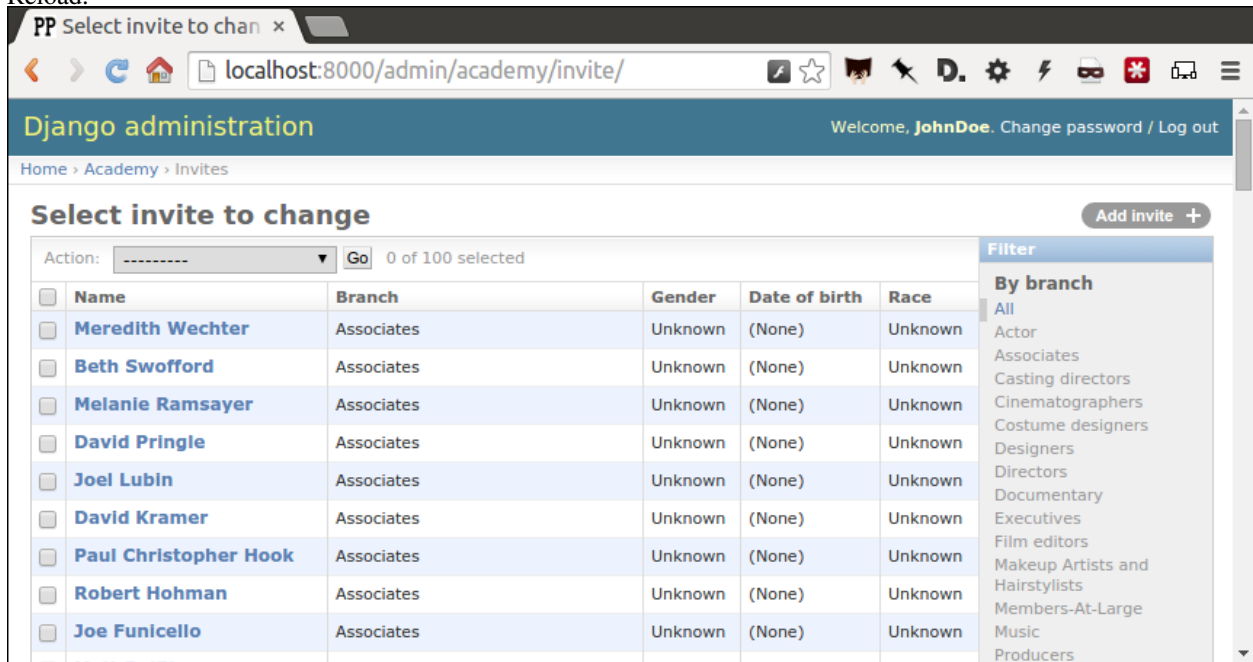 Reload.
PP Select invite to chan ×
localhost:8000/admin/academy/invite/
D.
Django administration
Welcome, JohnDoe. Change password / Log out
Home › Academy › Invites
Select invite to change
Add invite +
Action: --------- Go 0 of 100 selected
Name Branch Gender Date of birth Race
Meredith Wechter Associates Unknown (None) Unknown
Beth Swofford Associates Unknown (None) Unknown
Melanie Ramsayer Associates Unknown (None) Unknown
David Pringle Associates Unknown (None) Unknown
Joel Lubin Associates Unknown (None) Unknown
David Kramer Associates Unknown (None) Unknown
Paul Christopher Hook Associates Unknown (None) Unknown
Robert Hohman Associates Unknown (None) Unknown
Joe Funicello Associates Unknown (None) Unknown
Filter
By branch
All
Actor
Associates
Casting directors
Cinematographers
Costume designers
Designers
Directors
Documentary
Executives
Film editors
Makeup Artists and
Hairstylists
Members-At-Large
Music
Producers